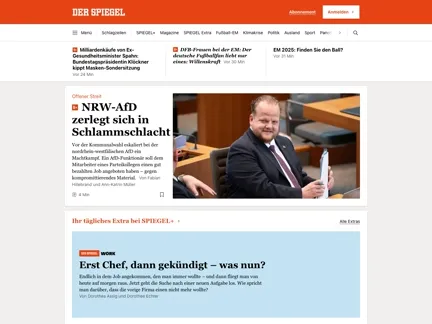 DER SPIEGEL
Abonnement
Anmelden
Menü
Schlagzeilen
SPIEGEL+
Magazine
SPIEGEL Extra
Fußball-EM
Klimakrise
Politik
Ausland
Sport
Milliardenkäufe von Ex-
Gesundheitsminister Spahn:
Bundestagspräsidentin Klöckner
kippt Masken-Sondersitzung
Vor 24 Min
DFB-Frauen bei der EM: Der
deutsche Fußballfan liebt nur
eines: Willenskraft Vor 30 Min
EM 2025: Finden Sie den Ball?
Vor 31 Min
Offener Streit
NRW-AfD
zerlegt sich in
Schlammschlacht
Vor der Kommunalwahl eskaliert bei der
nordrhein-westfälischen AfD ein
Machtkampf. Ein AfD-Funktionär soll dem
Mitarbeiter eines Parteikollegen einen gut
bezahlten Job angeboten haben – gegen
kompromittierendes Material. Von Fabian
Hillebrand und Ann-Katrin Müller
4 Min
Ihr tägliches Extra bei SPIEGEL+
Alle Extras
DER SPIEGEL WORK
Erst Chef, dann gekündigt – was nun?
Endlich in dem Job angekommen, den man immer wollte – und dann fliegt man von
heute auf morgen raus. Jetzt geht die Suche nach einer neuen Aufgabe los. Wie spricht
man darüber, dass die vorige Firma einen nicht mehr wollte?
Von Dorothea Assig und Dorothee Echter